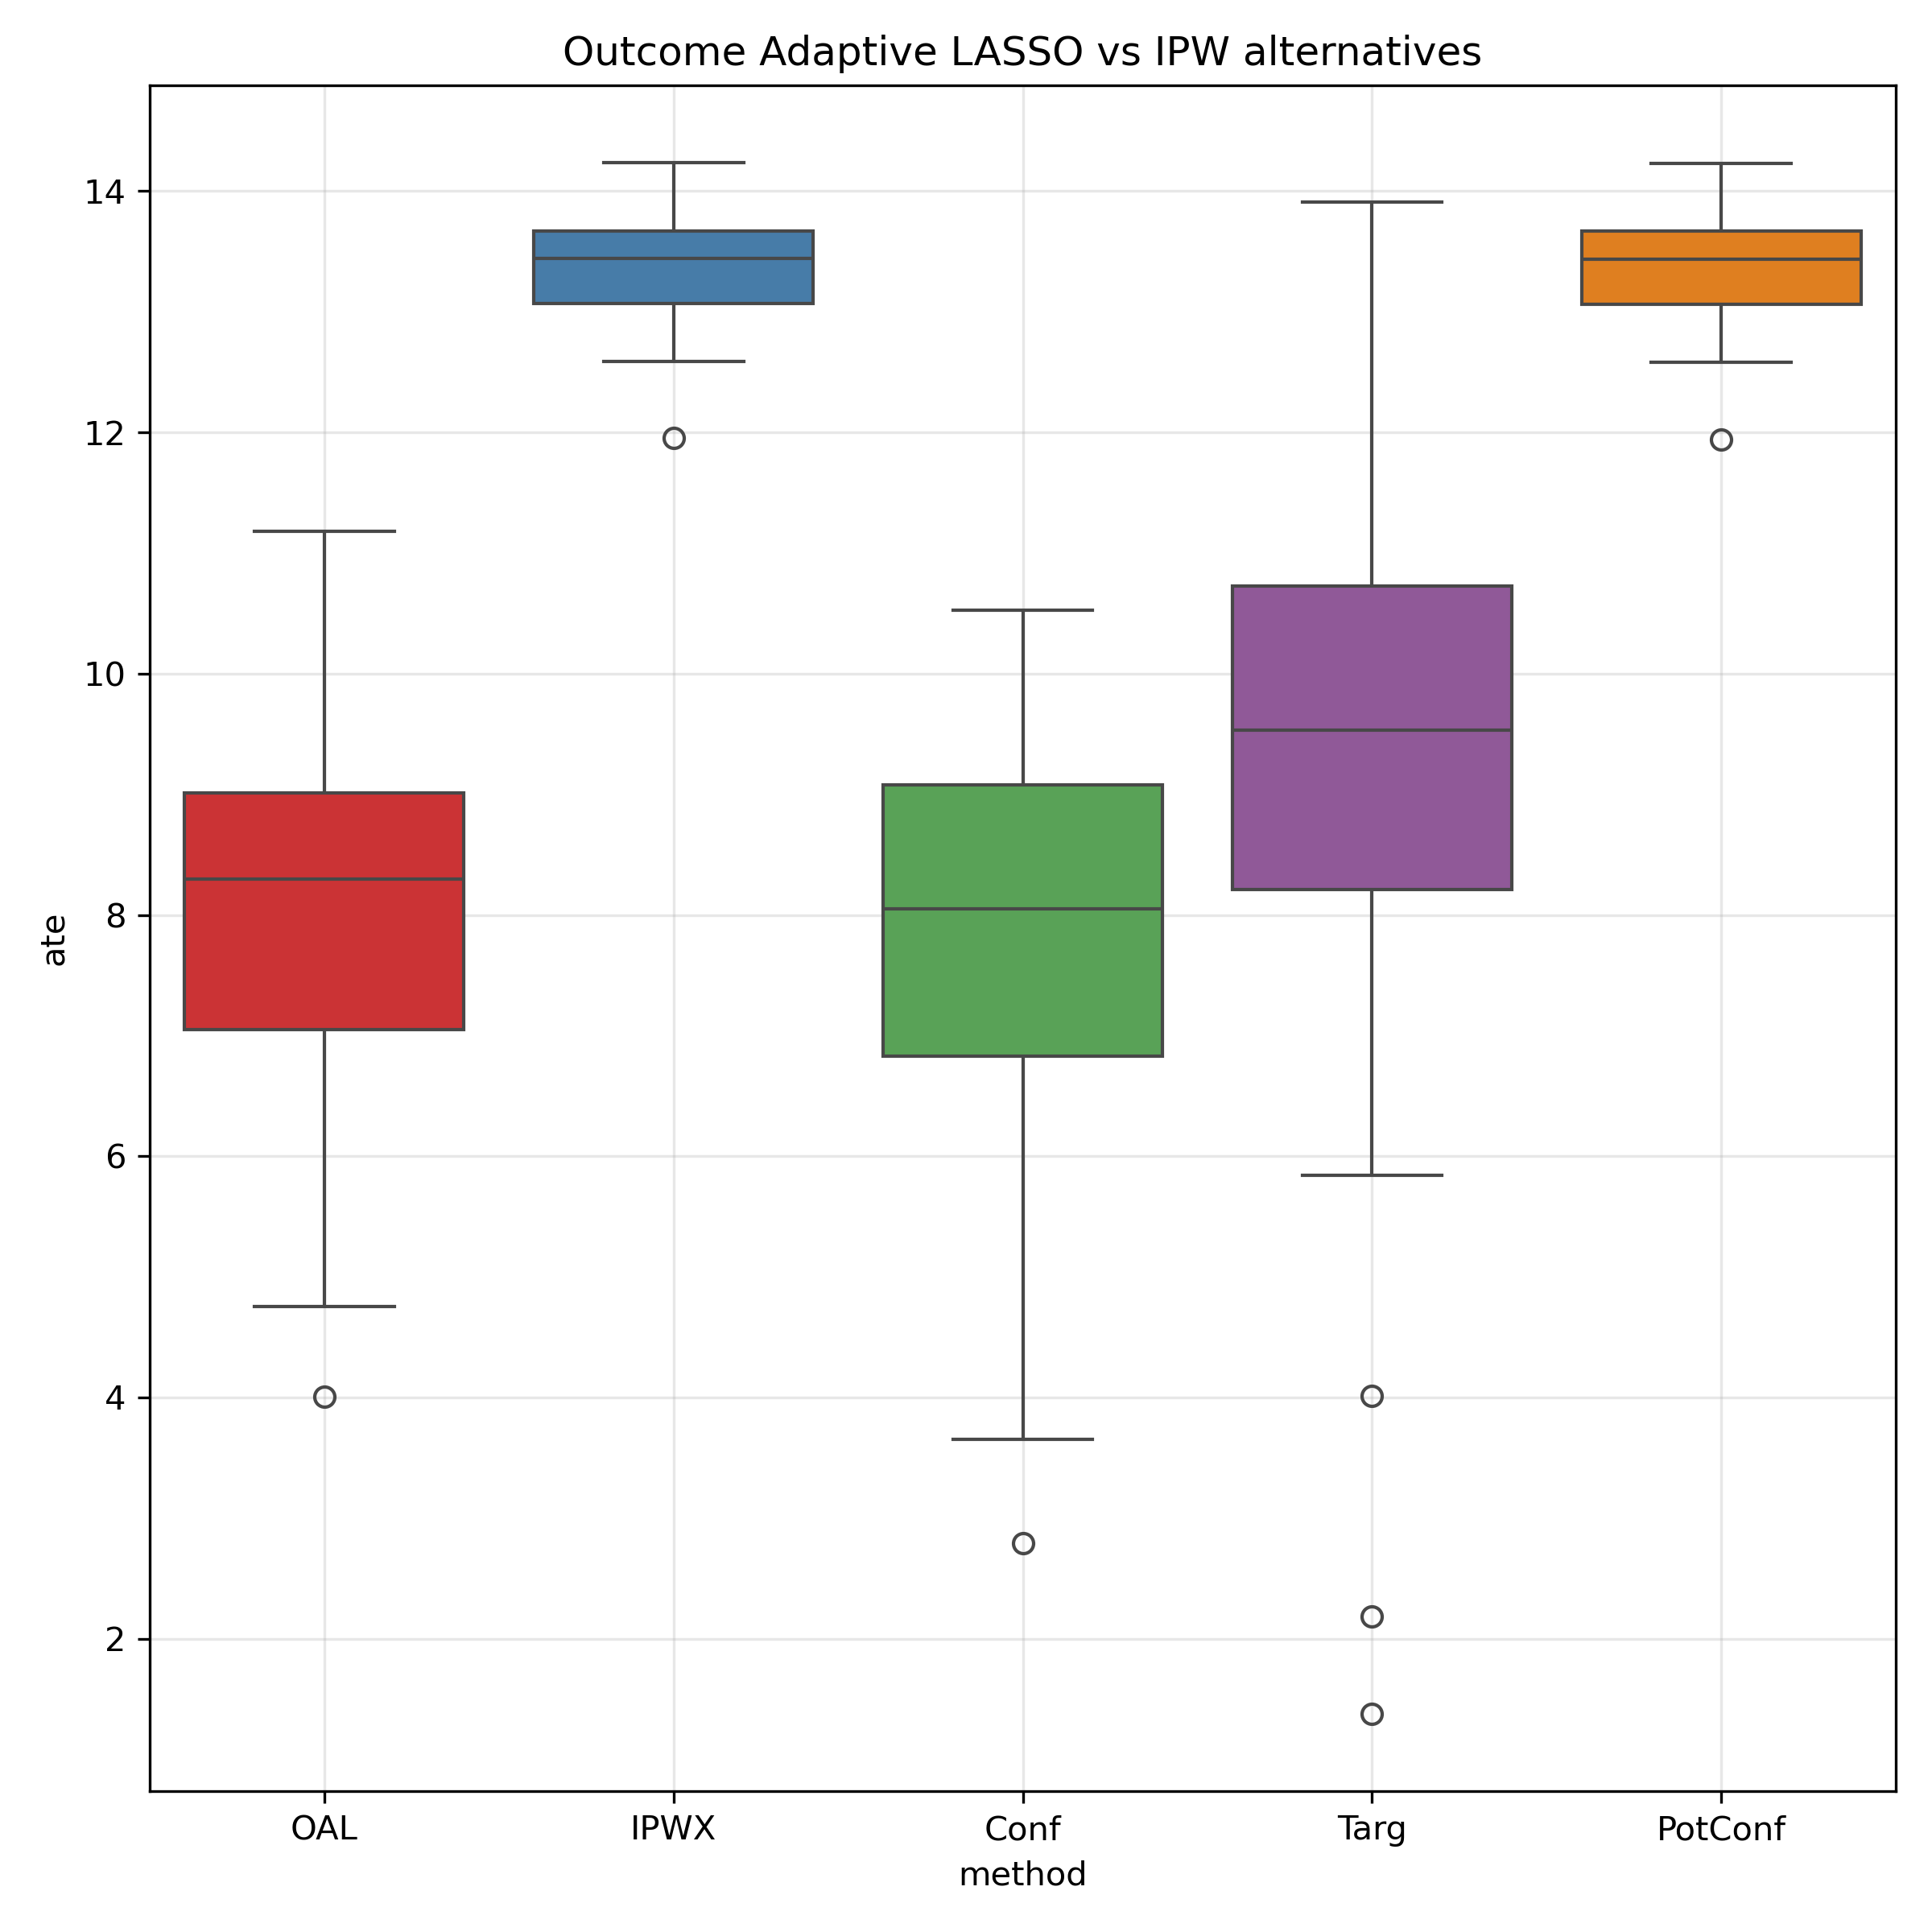 Outcome Adaptive LASSO vs IPW alternatives
ate
14
12
10
8
6
4
2
OAL IPWX Conf Targ PotConf
method